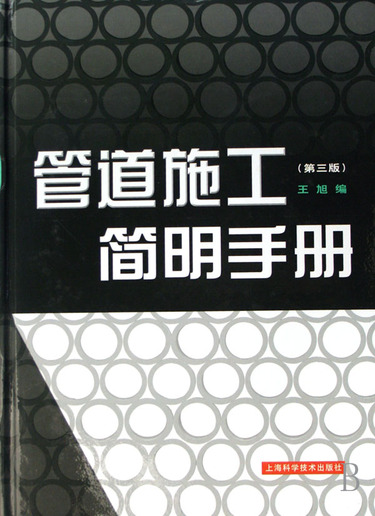 管道施工
(第三版)
王旭编
简明手册
上海科学技术出版社
B